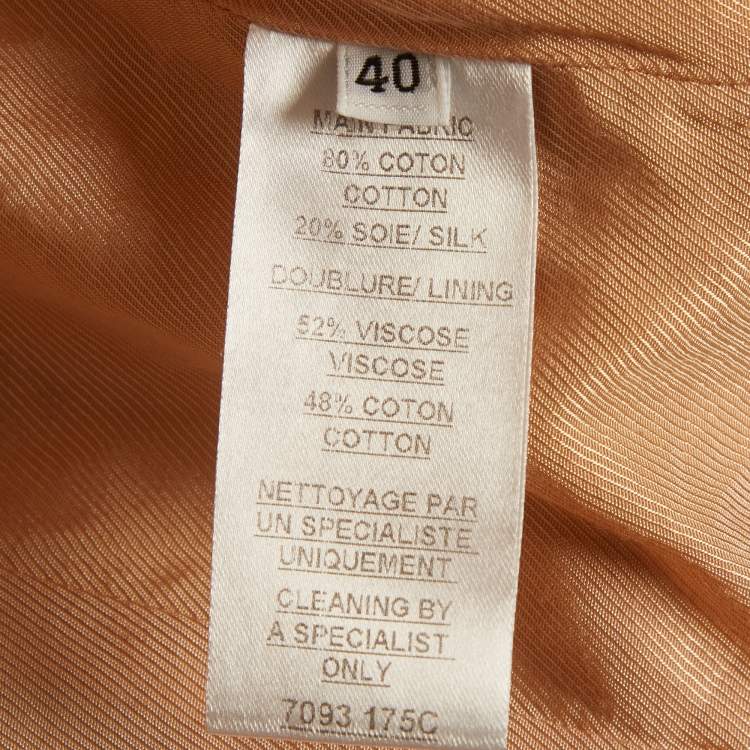 40
MAIN FABRIC
80% COTON
COTTON
20% SOIE/ SILK
DOUBLURE/ LINING
52% VISCOSE
VISCOSE
48% COTON
COTTON
NETTOYAGE PAR
UN SPECIALISTE
UNIQUEMENT
CLEANING BY
A SPECIALIST
ONLY
7093 175C